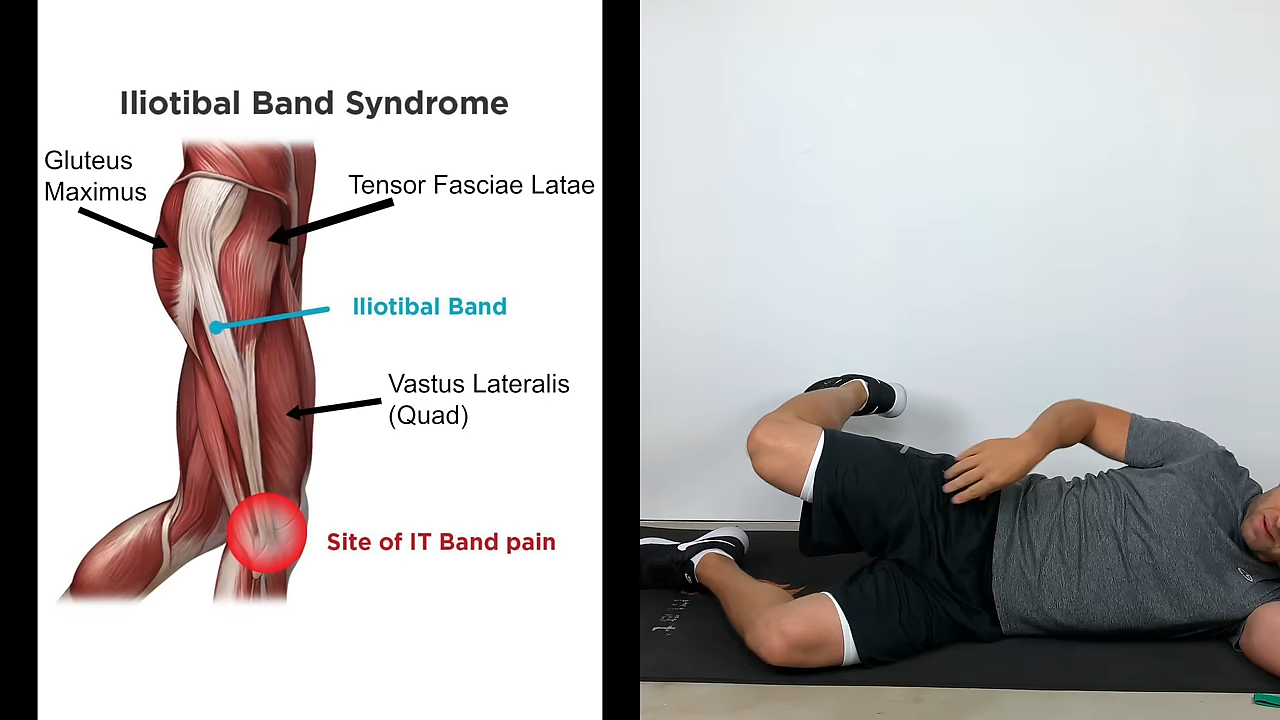 Iliotibal Band Syndrome
Gluteus
Maximus
Tensor Fasciae Latae
Iliotibal Band
Vastus Lateralis
(Quad)
Site of IT Band pain